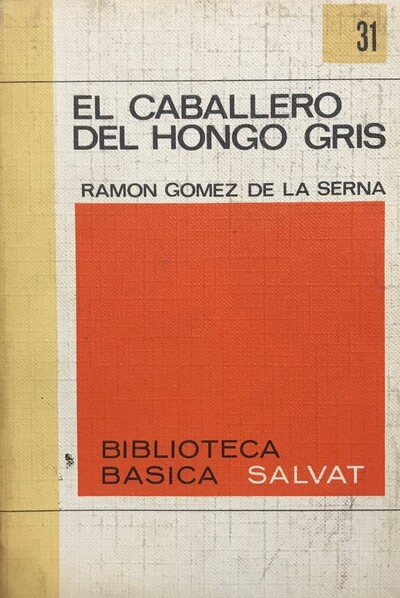 31
EL CABALLERO
DEL HONGO GRIS
RAMON GOMEZ DE LA SERNA
BIBLIOTECA
BASICA SALVAT